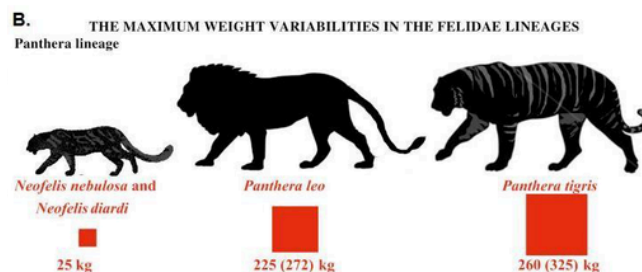 B.
THE MAXIMUM WEIGHT VARIABILITIES IN THE FELIDAE LINEAGES
Panthera lineage
Neofelis nebulosa and
Neofelis diardi
Panthera leo
Panthera tigris
25 kg
225 (272) kg
260 (325) kg